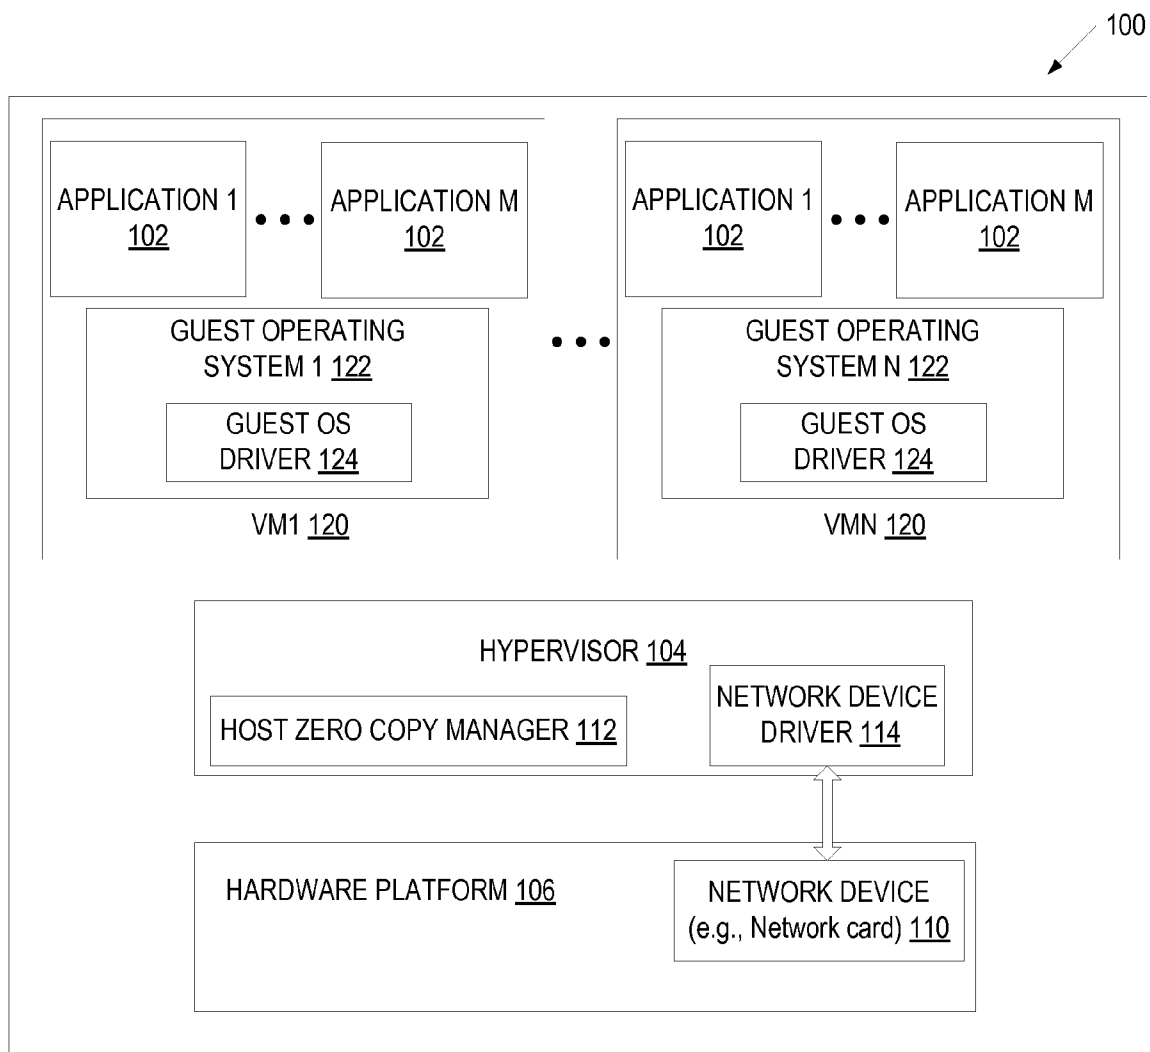 100
APPLICATION 1
102
APPLICATION M
102
APPLICATION 1
102
APPLICATION M
102
GUEST OPERATING
SYSTEM 1 122
GUEST OS
DRIVER 124
VM1 120
GUEST OPERATING
SYSTEM N 122
GUEST OS
DRIVER 124
VMN 120
HYPERVISOR 104
HOST ZERO COPY MANAGER 112
NETWORK DEVICE
DRIVER 114
HARDWARE PLATFORM 106
NETWORK DEVICE
(e.g., Network card) 110